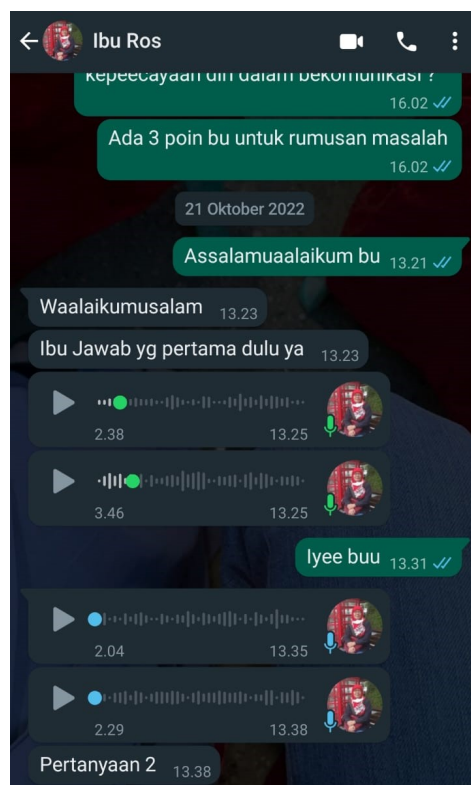 Ibu Ros
kepeecayaan diri dalam bekomunikasi ?
16.02
Ada 3 poin bu untuk rumusan masalah
16.02
21 Oktober 2022
Assalamuaalaikum bu 13.21
Waalaikumusalam 13.23
Ibu Jawab yg pertama dulu ya 13.23
2.38 13.25
3.46 13.25
Iyee buu 13.31
2.04 13.35
2.29 13.38
Pertanyaan 2 13.38